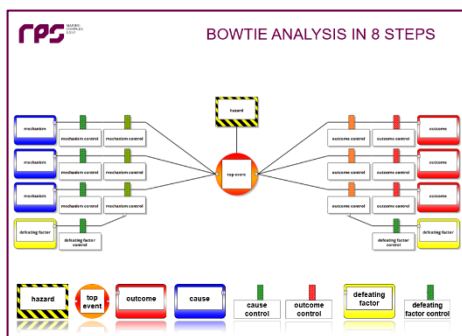 rps
MAKING
COMPLEX
EASY
BOWTIE ANALYSIS IN 8 STEPS
hazard
mechanism
mechanism control
mechanism control
outcome control
outcome control
outcome
mechanism
mechanism control
mechanism control
top event
outcome control
outcome control
outcome
mechanism
mechanism control
mechanism control
outcome control
outcome control
outcome
defeating factor
defeating factor
control
defeating factor
control
defeating factor
hazard
top
event
outcome
cause
cause
control
outcome
control
defeating
factor
defeating
factor control